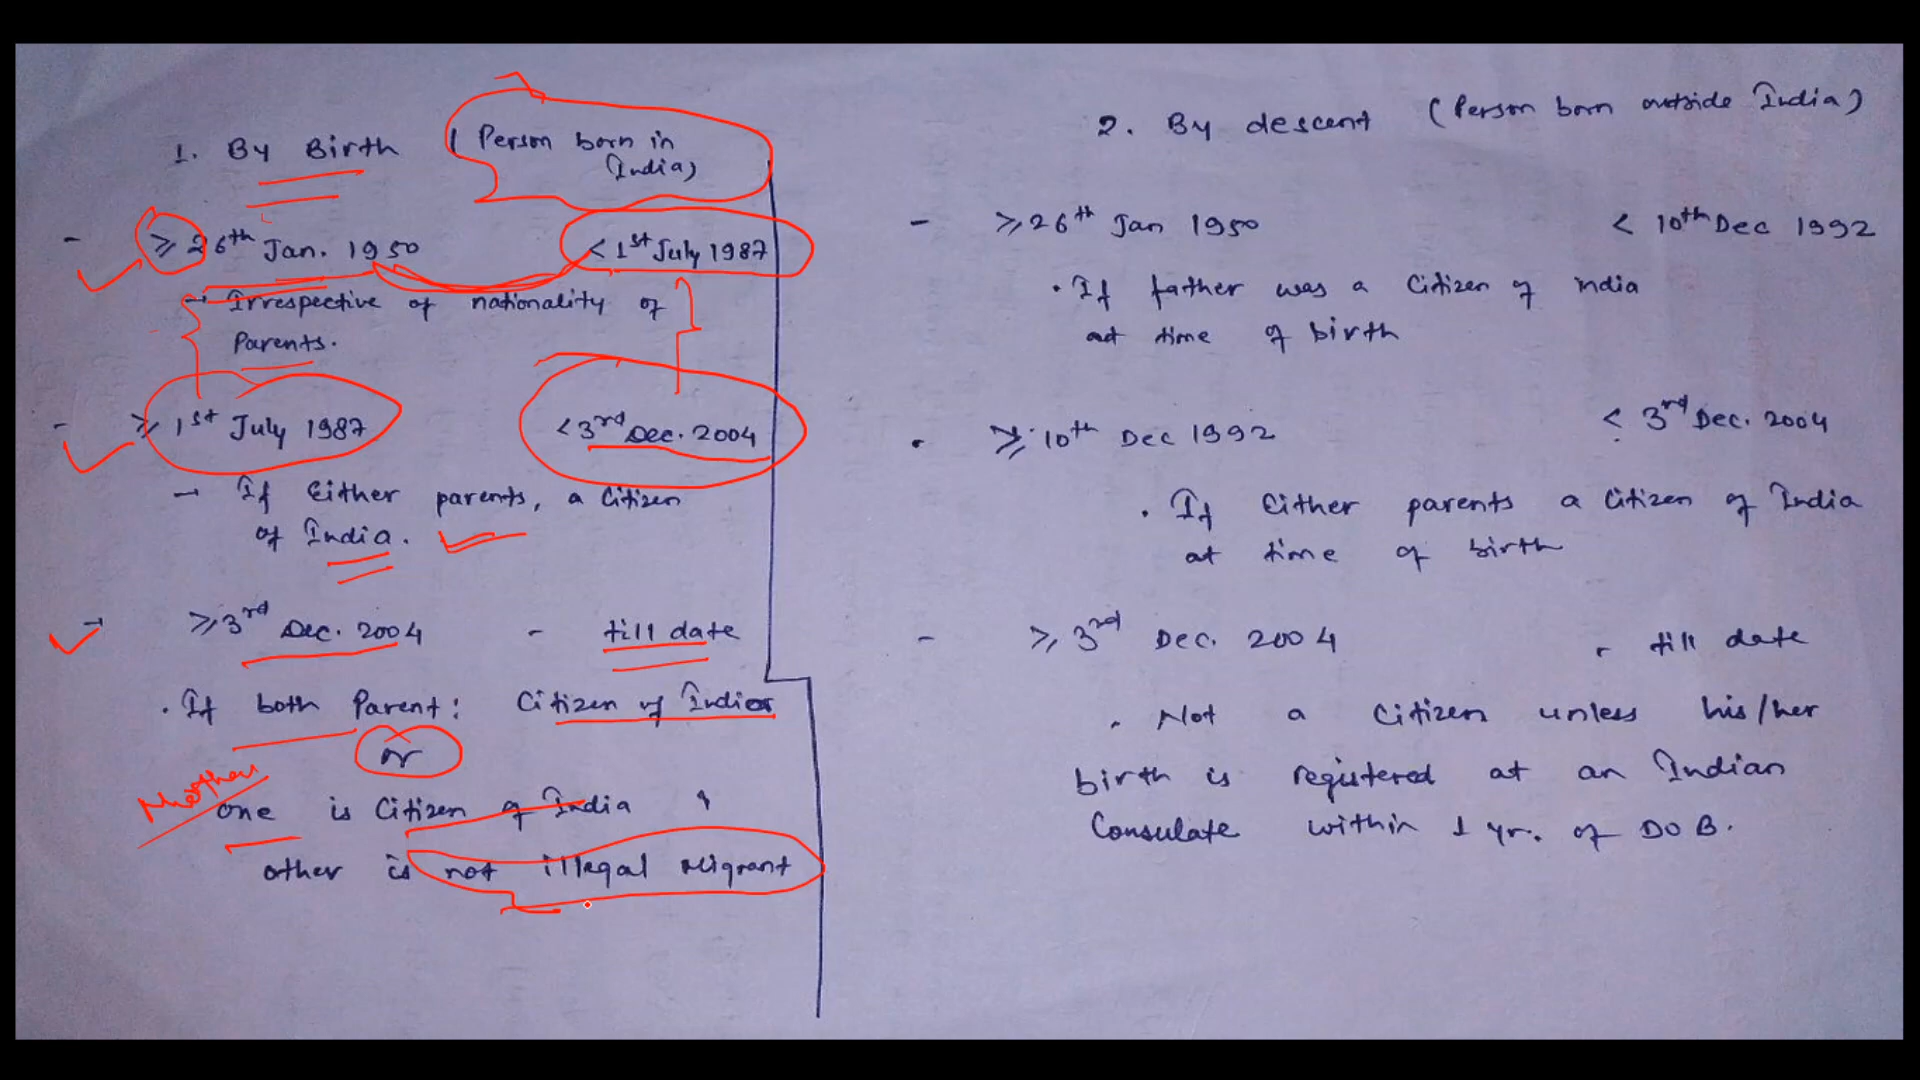 1. By Birth (Person born in
India)
- ≥ 26th Jan. 1950 < 1st July 1987
→ Irrespective of nationality of
Parents.
- ≥ 1st July 1987 < 3rd Dec. 2004
→ If Either parents, a Citizen
of India.
→ ≥ 3rd Dec. 2004 - till date
. If both Parent: Citizen of India
or
Mother
one is Citizen of India &
other is not illegal Migrant
2. By descent (Person born outside India)
- ≥ 26th Jan 1950 < 10th Dec 1992
. If father was a Citizen of india
at time of birth
. ≥ 10th Dec 1992 < 3rd Dec. 2004
. If Either parents a Citizen of India
at time of birth
- ≥ 3rd Dec. 2004 - till date
. Not a Citizen unless his/her
birth is registered at an Indian
Consulate within 1 yr. of DOB.